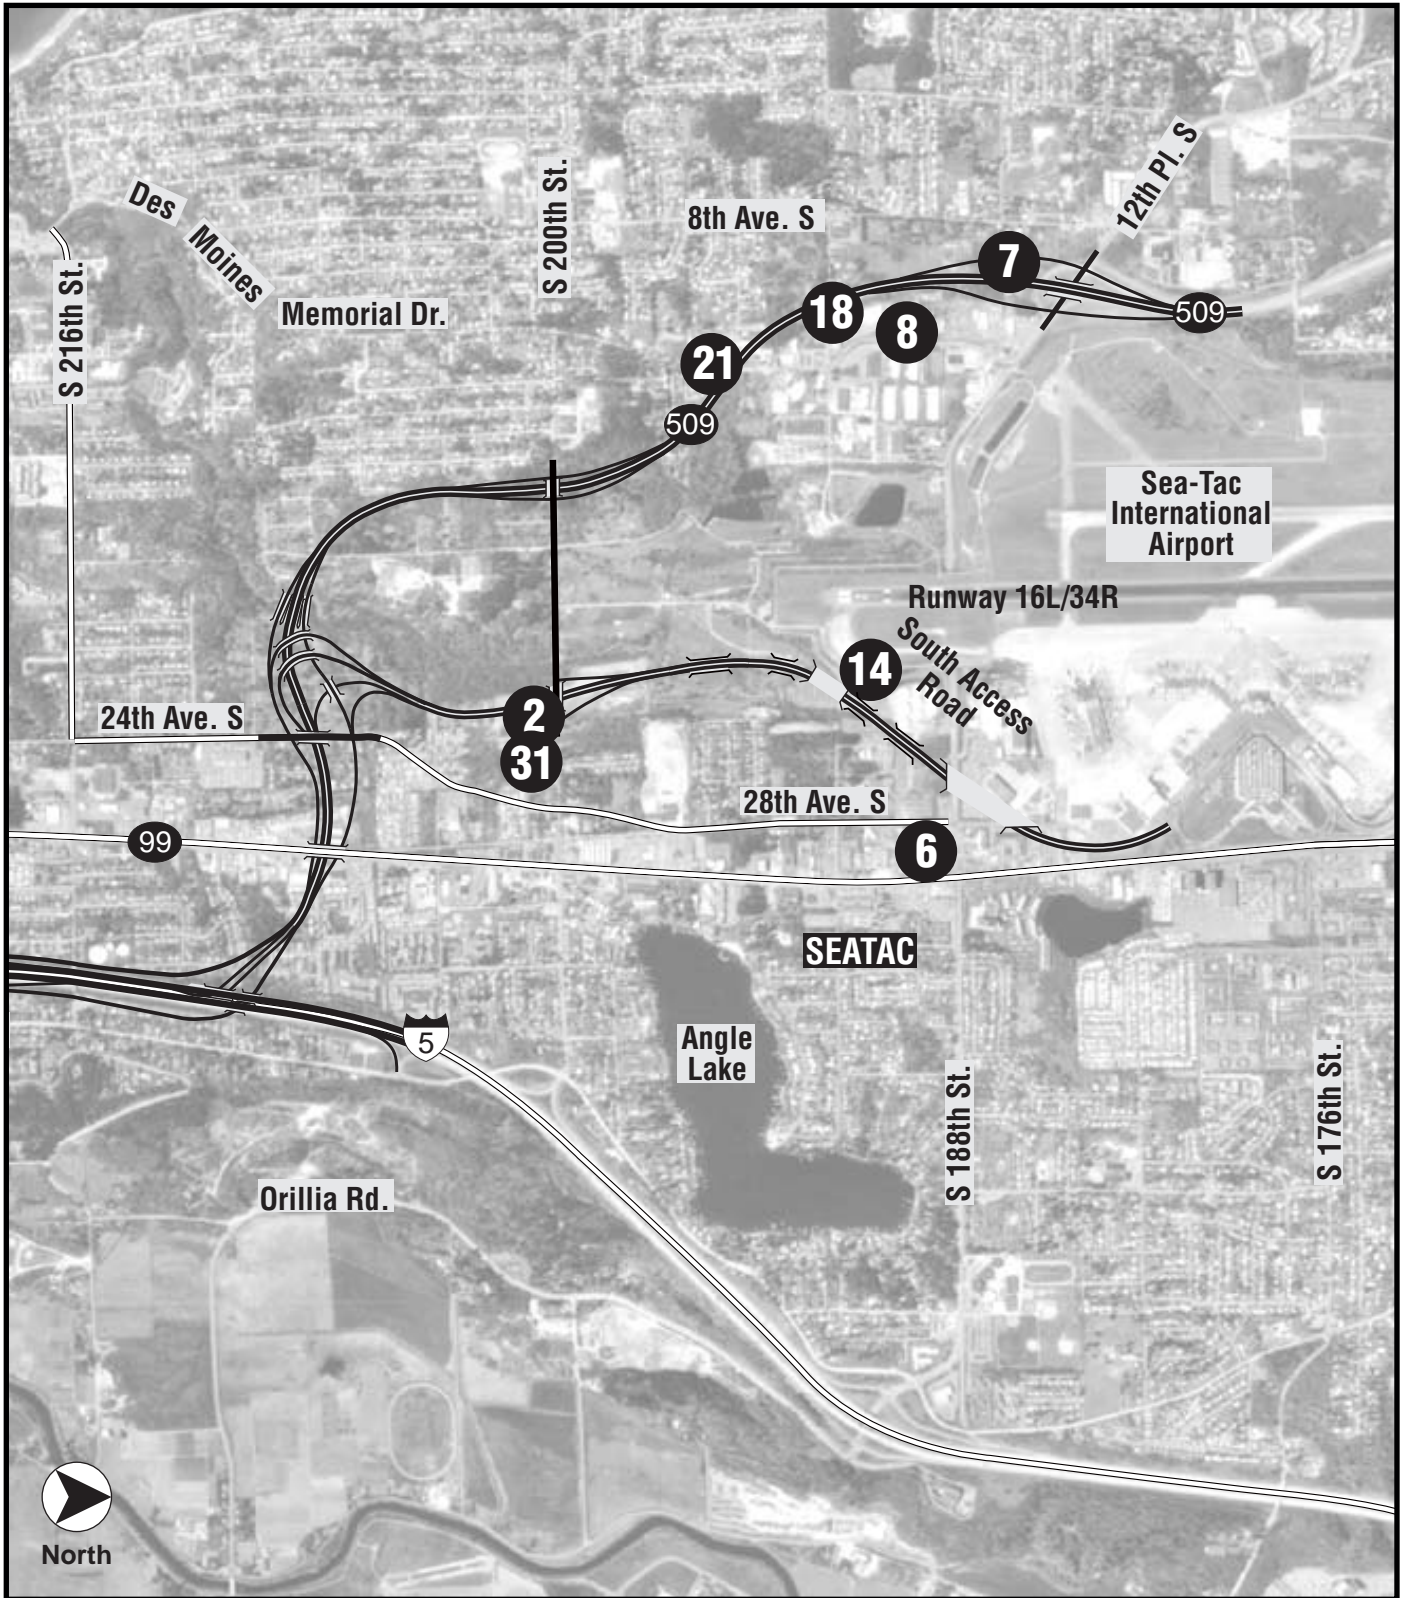 12th Pl. S
S 200th St.
Des
Moines
Memorial Dr.
8th Ave. S
S 216th St.
7
18
8
509
21
509
Sea-Tac
International
Airport
Runway 16L/34R
South Access
Road
14
24th Ave. S
2
31
28th Ave. S
99
6
SEATAC
5
Angle
Lake
S 188th St.
S 176th St.
Orillia Rd.
North